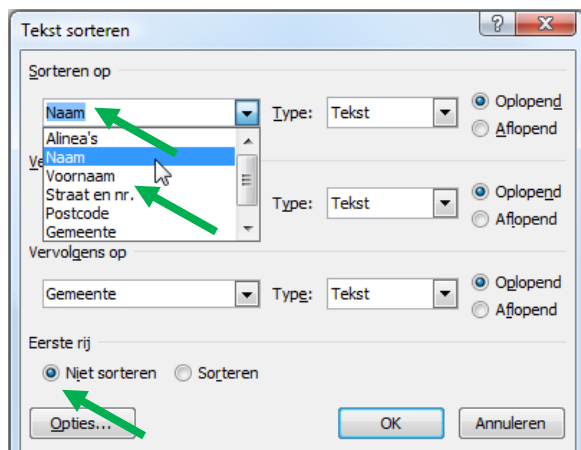 Tekst sorteren
Sorteren op
Naam Type: Tekst Oplopend
Aflopend
Alinea's
Naam
Voornaam
Straat en nr.
Postcode
Gemeente
Ve
Type: Tekst Oplopend
Aflopend
Vervolgens op
Gemeente Type: Tekst Oplopend
Aflopend
Eerste rij
Niet sorteren Sorteren
Opties... OK Annuleren